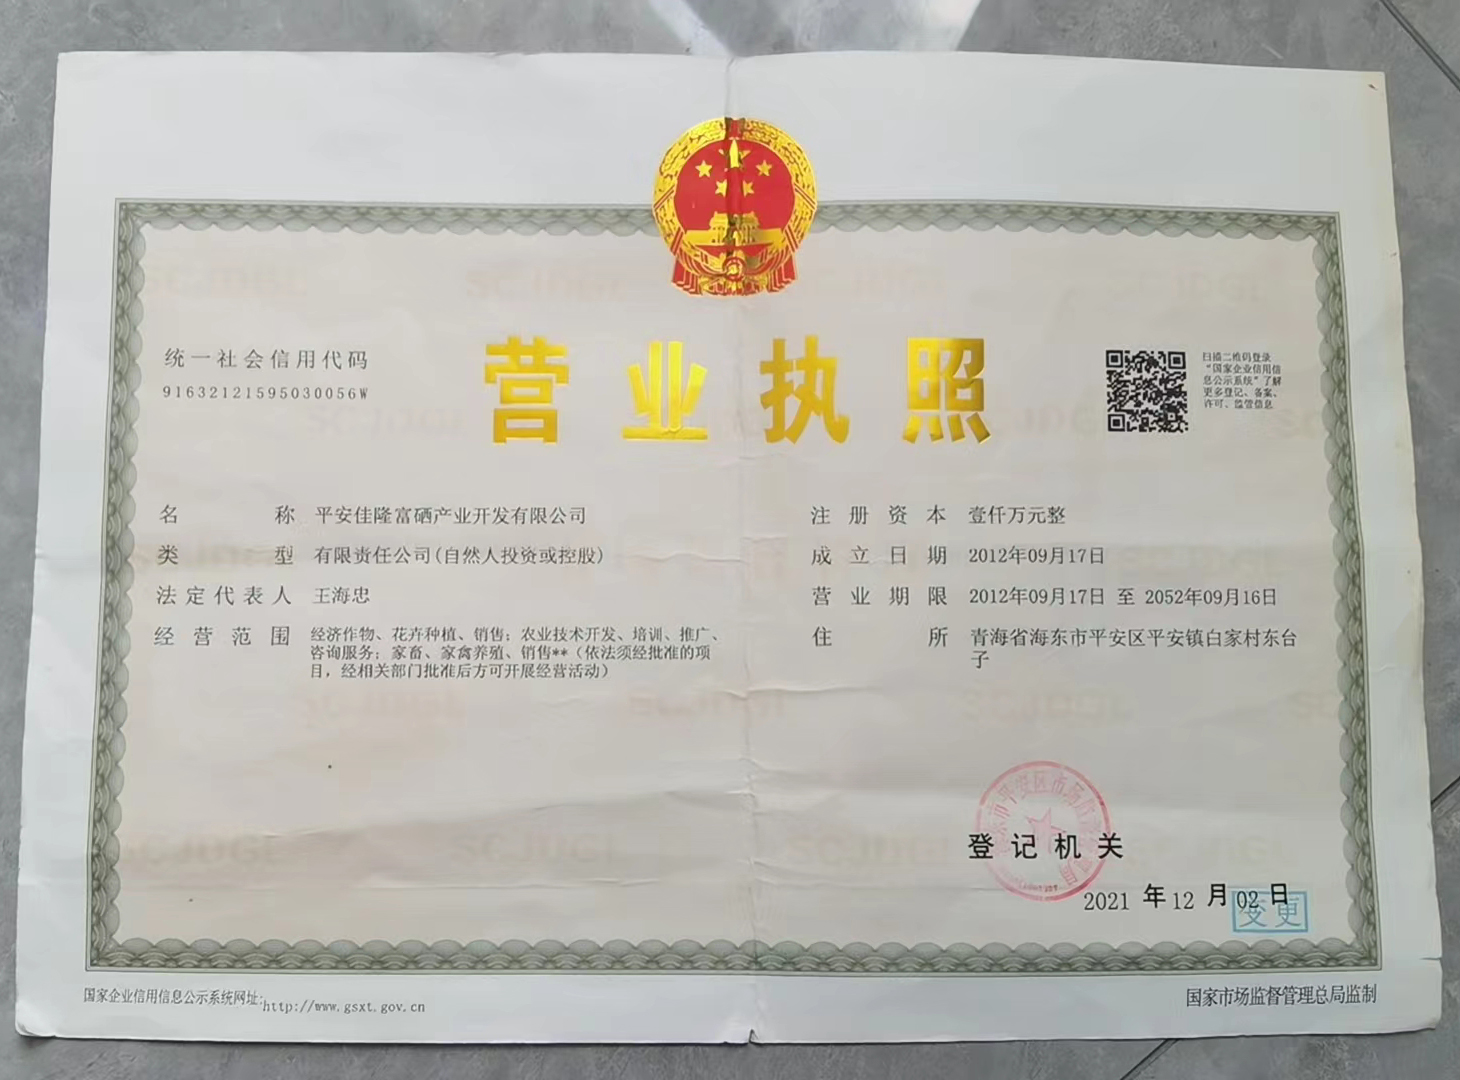 营业执照
统一社会信用代码
91632121595030056W
扫描二维码登录
“国家企业信用信
息公示系统”了解
更多登记、备案、
许可、监管信息
名称 平安佳隆富硒产业开发有限公司
类型 有限责任公司(自然人投资或控股)
法定代表人 王海忠
经营范围 经济作物、花卉种植、销售；农业技术开发、培训、推广、
咨询服务；家畜、家禽养殖、销售**（依法须经批准的项
目，经相关部门批准后方可开展经营活动）
注册资本 壹仟万元整
成立日期 2012年09月17日
营业期限 2012年09月17日 至 2052年09月16日
住所 青海省海东市平安区平安镇白家村东台
子
登记机关
2021 年 12 月 02 日
变更
国家企业信用信息公示系统网址:http://www.gsxt.gov.cn
国家市场监督管理总局监制